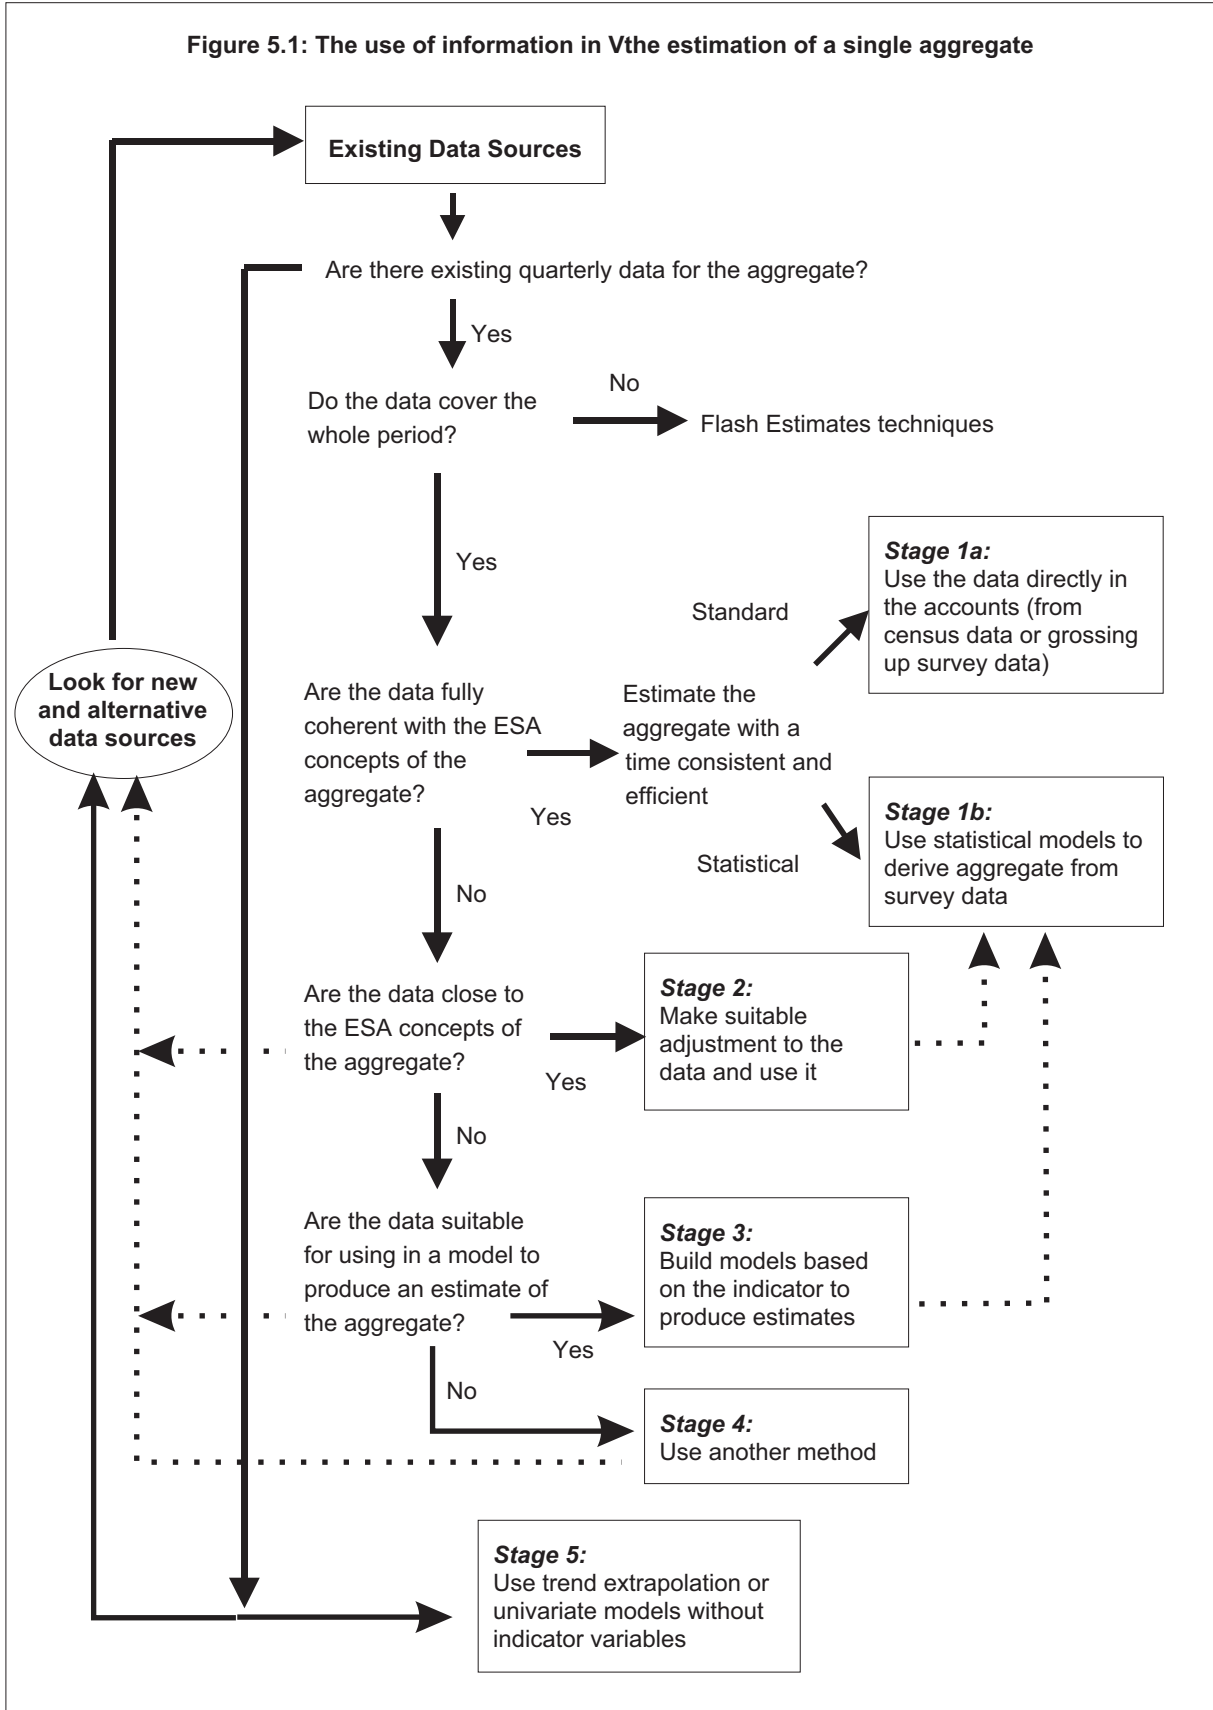 Figure 5.1: The use of information in Vthe estimation of a single aggregate
Existing Data Sources
Are there existing quarterly data for the aggregate?
Yes
Do the data cover the
whole period?
No
Flash Estimates techniques
Yes
Look for new
and alternative
data sources
Are the data fully
coherent with the ESA
concepts of the
aggregate?
Yes
Estimate the
aggregate with a
time consistent and
efficient
Standard
Stage 1a:
Use the data directly in
the accounts (from
census data or grossing
up survey data)
Statistical
Stage 1b:
Use statistical models to
derive aggregate from
survey data
No
Are the data close to
the ESA concepts of
the aggregate?
Yes
Stage 2:
Make suitable
adjustment to the
data and use it
No
Are the data suitable
for using in a model to
produce an estimate of
the aggregate?
Yes
Stage 3:
Build models based
on the indicator to
produce estimates
No
Stage 4:
Use another method
Stage 5:
Use trend extrapolation or
univariate models without
indicator variables